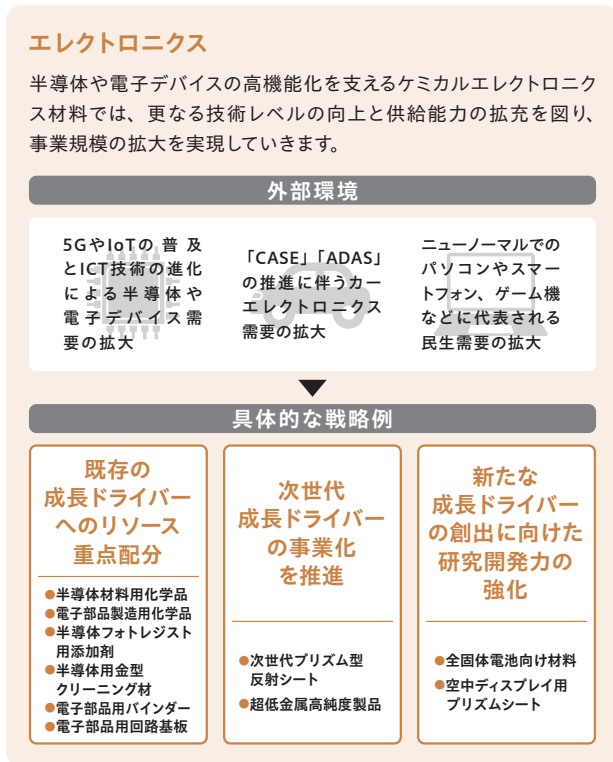 エレクトロニクス
半導体や電子デバイスの高機能化を支えるケミカルエレクトロニク
ス材料では、更なる技術レベルの向上と供給能力の拡充を図り、
事業規模の拡大を実現していきます。
外部環境
5GやIoTの普及
とICT技術の進化
による半導体や
電子デバイス需
要の拡大
「CASE」「ADAS」
の推進に伴うカー
エレクトロニクス
需要の拡大
ニューノーマルでの
パソコンやスマー
トフォン、ゲーム機
などに代表される
民生需要の拡大
具体的な戦略例
既存の
成長ドライバー
へのリソース
重点配分
●半導体材料用化学品
●電子部品製造用化学品
●半導体フォトレジスト
用添加剤
●半導体用金型
クリーニング材
●電子部品用バインダー
●電子部品用回路基板
次世代
成長ドライバー
の事業化
を推進
●次世代プリズム型
反射シート
●超低金属高純度製品
新たな
成長ドライバー
の創出に向けた
研究開発力の
強化
●全固体電池向け材料
●空中ディスプレイ用
プリズムシート